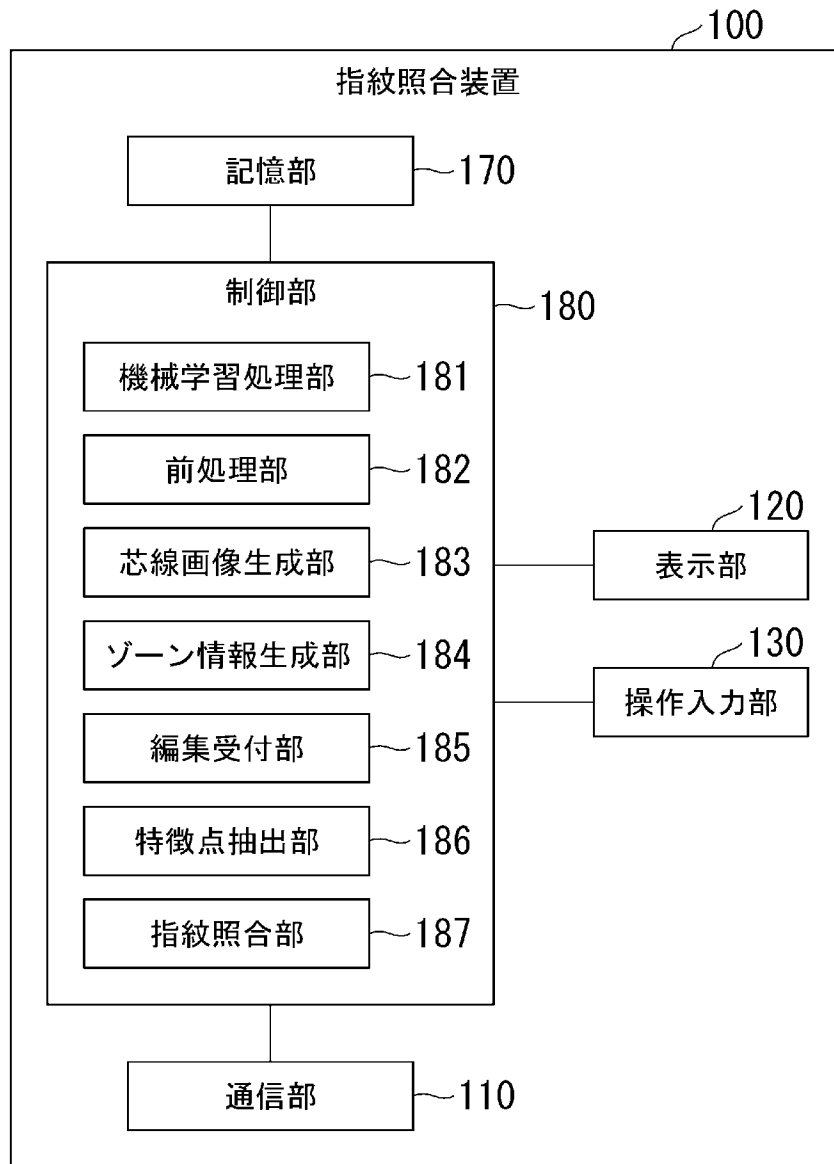 100
指紋照合装置
記憶部 170
制御部 180
機械学習処理部 181
前処理部 182
芯線画像生成部 183
120
表示部
ゾーン情報生成部 184
130
操作入力部
編集受付部 185
特徴点抽出部 186
指紋照合部 187
通信部 110